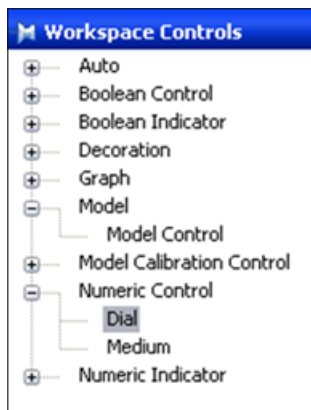 Workspace Controls
Auto
Boolean Control
Boolean Indicator
Decoration
Graph
Model
Model Control
Model Calibration Control
Numeric Control
Dial
Medium
Numeric Indicator